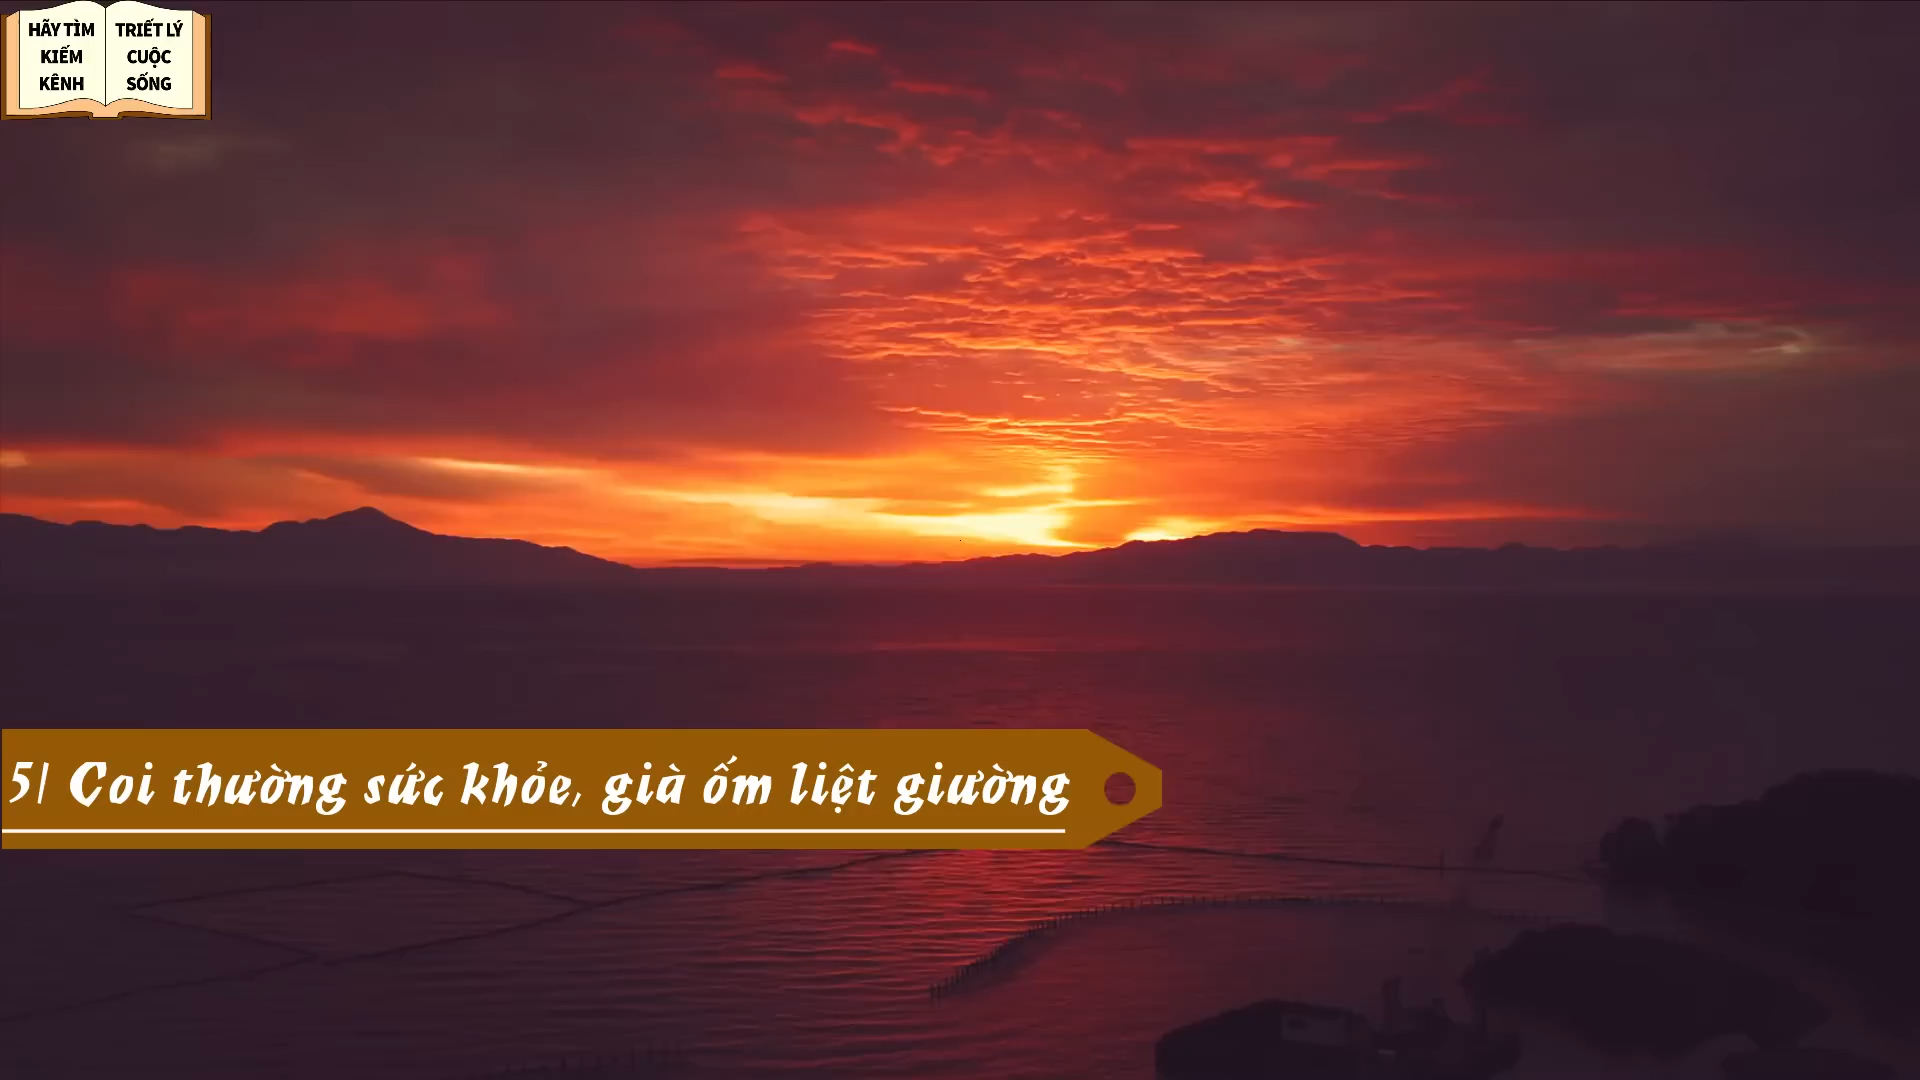 HÃY TÌM
KIẾM
KÊNH
TRIẾT LÝ
CUỘC
SỐNG
5| Coi thường sức khỏe, già ốm liệt giường